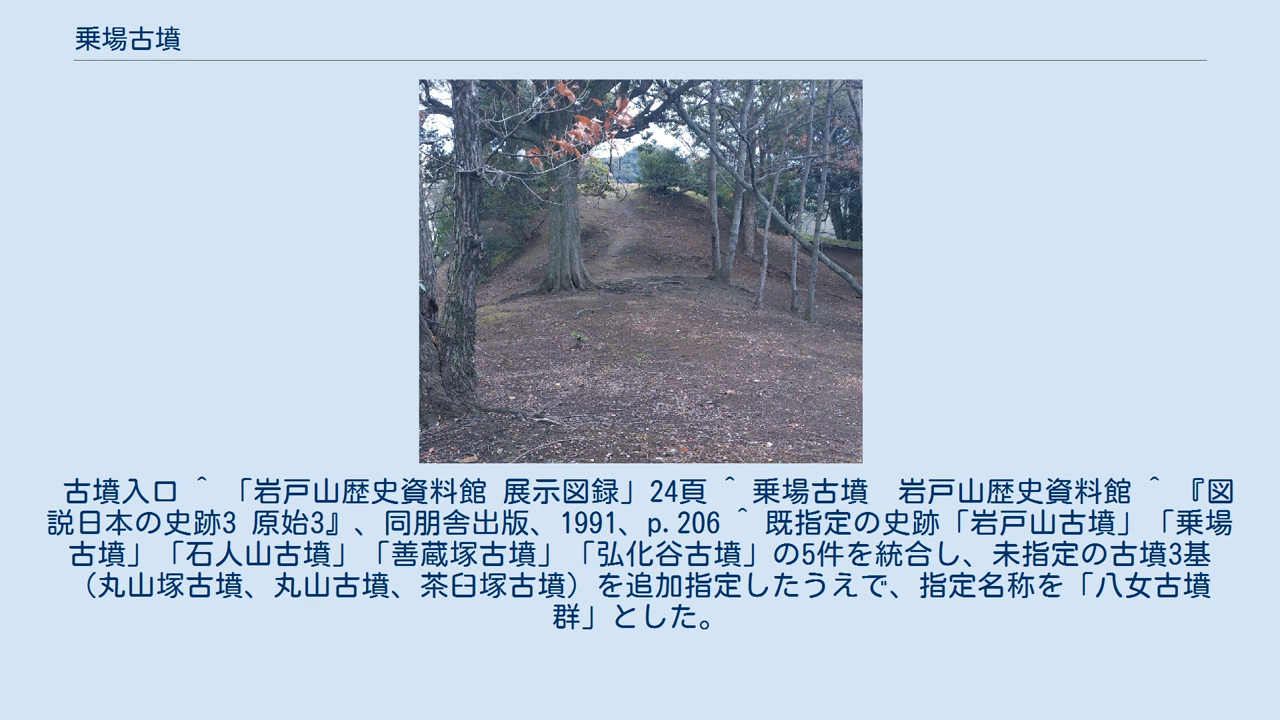 乗場古墳
古墳入口 ^ 「岩戸山歴史資料館 展示図録」24頁 ^ 乗場古墳　岩戸山歴史資料館 ^ 『図
説日本の史跡3 原始3』、同朋舎出版、1991、p.206 ^ 既指定の史跡「岩戸山古墳」「乗場
古墳」「石人山古墳」「善蔵塚古墳」「弘化谷古墳」の5件を統合し、未指定の古墳3基
（丸山塚古墳、丸山古墳、茶臼塚古墳）を追加指定したうえで、指定名称を「八女古墳
群」とした。